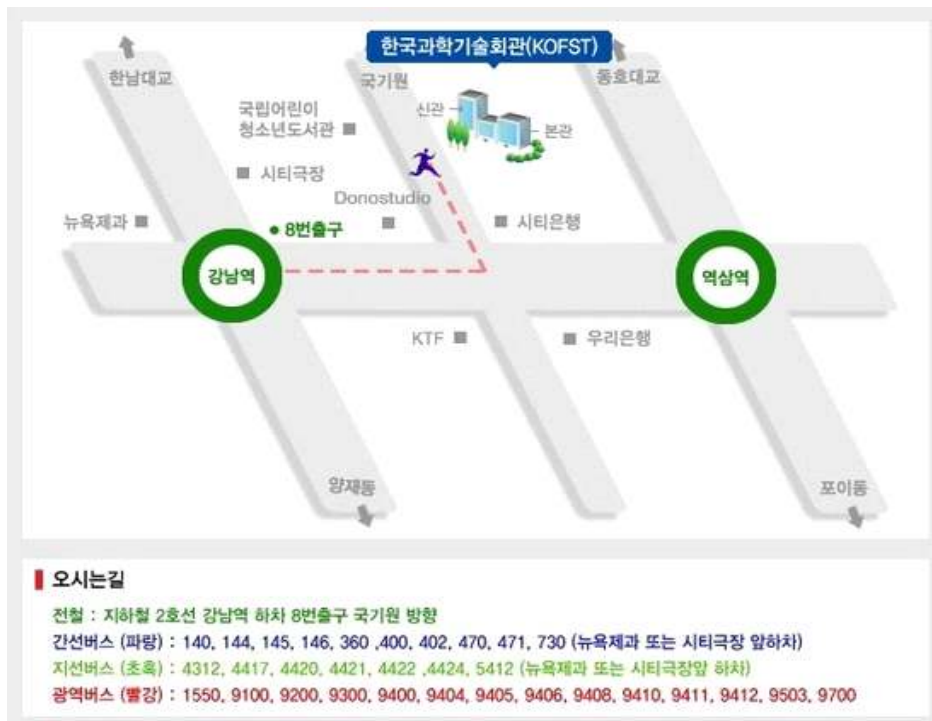 한국과학기술회관(KOFST)
한남대교
국기원
동호대교
국립어린이
청소년도서관
신관
본관
시티극장
Donostudio
뉴욕제과
8번출구
시티은행
강남역
역삼역
KTF
우리은행
양재동
포이동
오시는길
전철 : 지하철 2호선 강남역 하차 8번출구 국기원 방향
간선버스 (파랑) : 140, 144, 145, 146, 360 ,400, 402, 470, 471, 730 (뉴욕제과 또는 시티극장 앞하차)
지선버스 (초록) : 4312, 4417, 4420, 4421, 4422 ,4424, 5412 (뉴욕제과 또는 시티극장앞 하차)
광역버스 (빨강) : 1550, 9100, 9200, 9300, 9400, 9404, 9405, 9406, 9408, 9410, 9411, 9412, 9503, 9700